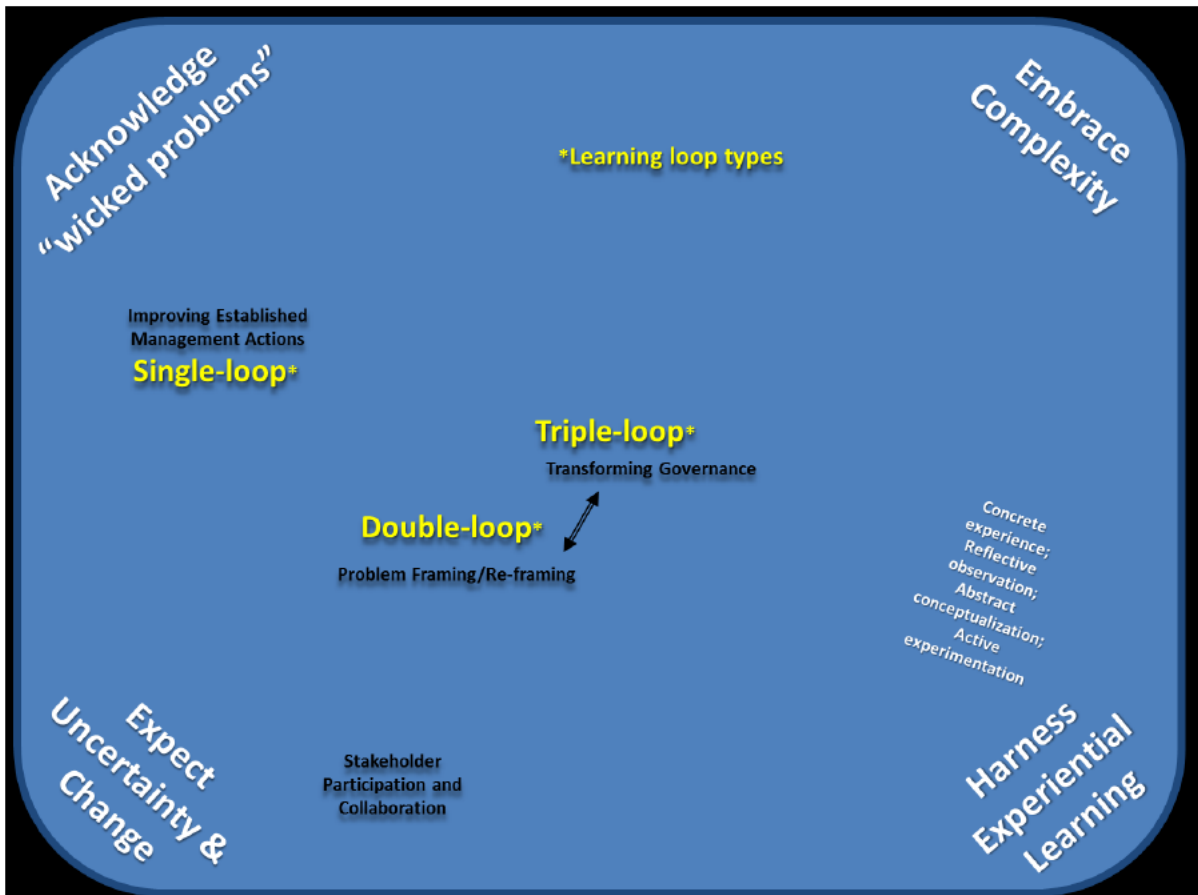 Acknowledge
“wicked problems”
Embrace
Complexity
*Learning loop types
Improving Established
Management Actions
Single-loop*
Triple-loop*
Transforming Governance
Double-loop*
Problem Framing/Re-framing
Concrete
experience;
Reflective
observation;
Abstract
conceptualization;
Active
experimentation
Expect
Uncertainty &
Change
Stakeholder
Participation and
Collaboration
Harness
Experiential
Learning